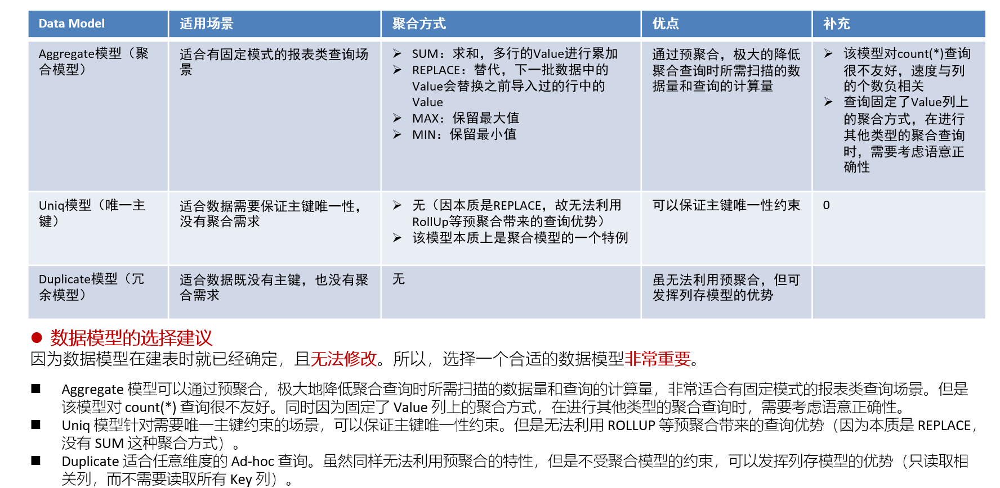 Data Model
适用场景
聚合方式
优点
补充
Aggregate模型（聚
合模型）
适合有固定模式的报表类查询场
景
➢ SUM：求和，多行的Value进行累加
➢ REPLACE：替代，下一批数据中的
Value会替换之前导入过的行中的
Value
➢ MAX：保留最大值
➢ MIN：保留最小值
通过预聚合，极大的降低
聚合查询时所需扫描的数
据量和查询的计算量
➢ 该模型对count(*)查询
很不友好，速度与列
的个数负相关
➢ 查询固定了Value列上
的聚合方式，在进行
其他类型的聚合查询
时，需要考虑语意正
确性
Uniq模型（唯一主
键）
适合数据需要保证主键唯一性，
没有聚合需求
➢ 无（因本质是REPLACE，故无法利用
RollUp等预聚合带来的查询优势）
➢ 该模型本质上是聚合模型的一个特例
可以保证主键唯一性约束
0
Duplicate模型（冗
余模型）
适合数据既没有主键，也没有聚
合需求
无
虽无法利用预聚合，但可
发挥列存模型的优势
● 数据模型的选择建议
因为数据模型在建表时就已经确定，且无法修改。所以，选择一个合适的数据模型非常重要。
■ Aggregate 模型可以通过预聚合，极大地降低聚合查询时所需扫描的数据量和查询的计算量，非常适合有固定模式的报表类查询场景。但是
该模型对 count(*) 查询很不友好。同时因为固定了 Value 列上的聚合方式，在进行其他类型的聚合查询时，需要考虑语意正确性。
■ Uniq 模型针对需要唯一主键约束的场景，可以保证主键唯一性约束。但是无法利用 ROLLUP 等预聚合带来的查询优势（因为本质是 REPLACE，
没有 SUM 这种聚合方式）。
■ Duplicate 适合任意维度的 Ad-hoc 查询。虽然同样无法利用预聚合的特性，但是不受聚合模型的约束，可以发挥列存模型的优势（只读取相
关列，而不需要读取所有 Key 列）。